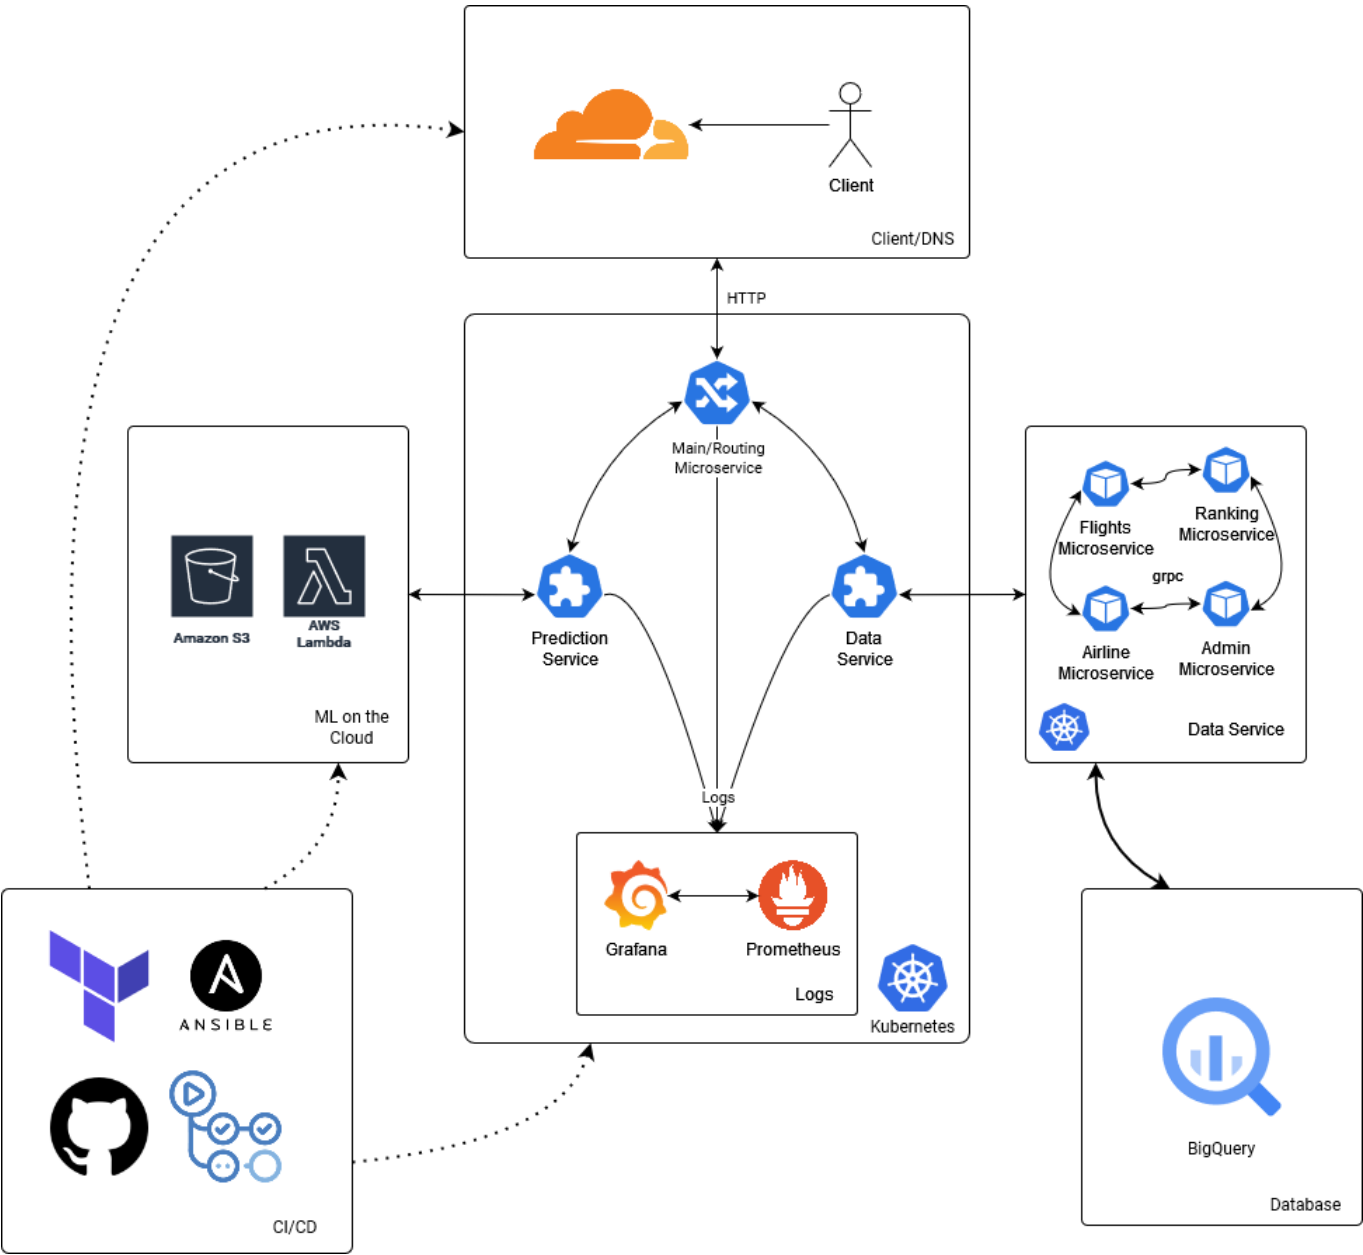 Client
Client/DNS
HTTP
Main/Routing
Microservice
Flights
Microservice
Ranking
Microservice
grpc
Airline
Microservice
Admin
Microservice
Data Service
Amazon S3
AWS
Lambda
ML on the
Cloud
Prediction
Service
Data
Service
Logs
Grafana
Prometheus
Logs
Kubernetes
ANSIBLE
CI/CD
BigQuery
Database